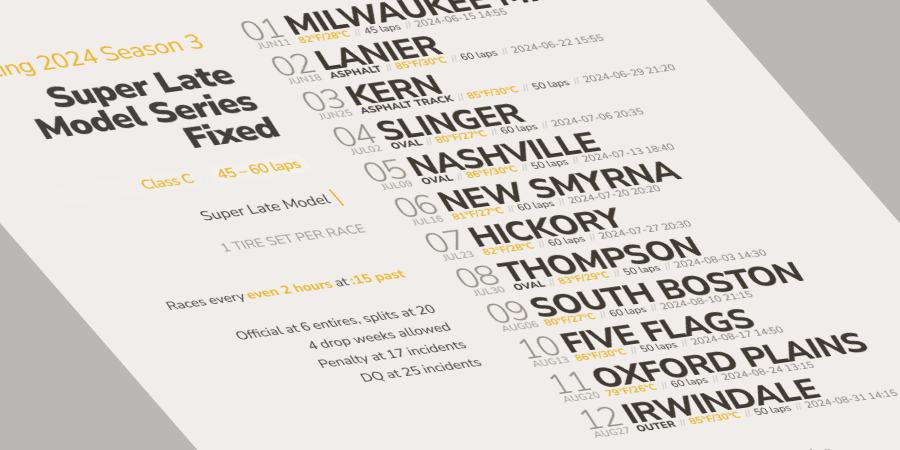 ing 2024 Season 3
Super Late
Model Series
Fixed
Class C 45 – 60 laps
Super Late Model
1 TIRE SET PER RACE
Races every even 2 hours at :15 past
Official at 6 entires, splits at 20
4 drop weeks allowed
Penalty at 17 incidents
DQ at 25 incidents
01 MILWAUKEE
JUN11 82°F/28°C // 45 laps // 2024-06-15 14:55
02 LANIER
JUN18 ASPHALT // 85°F/30°C // 60 laps // 2024-06-22 15:55
03 KERN
JUN25 ASPHALT TRACK // 85°F/30°C // 50 laps // 2024-06-29 21:20
04 SLINGER
JUL02 OVAL // 80°F/27°C // 60 laps // 2024-07-06 20:35
05 NASHVILLE
JUL09 OVAL // 86°F/30°C // 50 laps // 2024-07-13 18:40
06 NEW SMYRNA
JUL16 81°F/27°C // 60 laps // 2024-07-20 20:20
07 HICKORY
JUL23 82°F/28°C // 60 laps // 2024-07-27 20:30
08 THOMPSON
JUL30 OVAL // 83°F/29°C // 50 laps // 2024-08-03 14:30
09 SOUTH BOSTON
AUG06 80°F/27°C // 60 laps // 2024-08-10 21:15
10 FIVE FLAGS
AUG13 86°F/30°C // 50 laps // 2024-08-17 14:50
11 OXFORD PLAINS
AUG20 79°F/26°C // 60 laps // 2024-08-24 13:15
12 IRWINDALE
AUG27 OUTER // 85°F/30°C // 50 laps // 2024-08-31 14:15